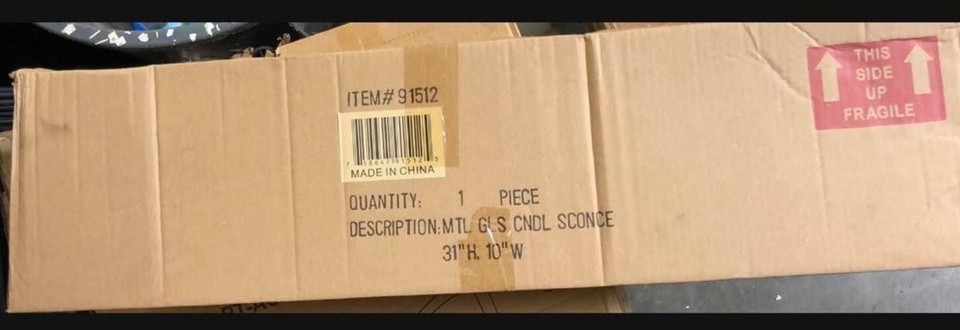 ITEM# 91512
MADE IN CHINA
QUANTITY: 1 PIECE
DESCRIPTION: MTL GLS CNDL SCONCE
31"H, 10"W
THIS
SIDE
UP
FRAGILE